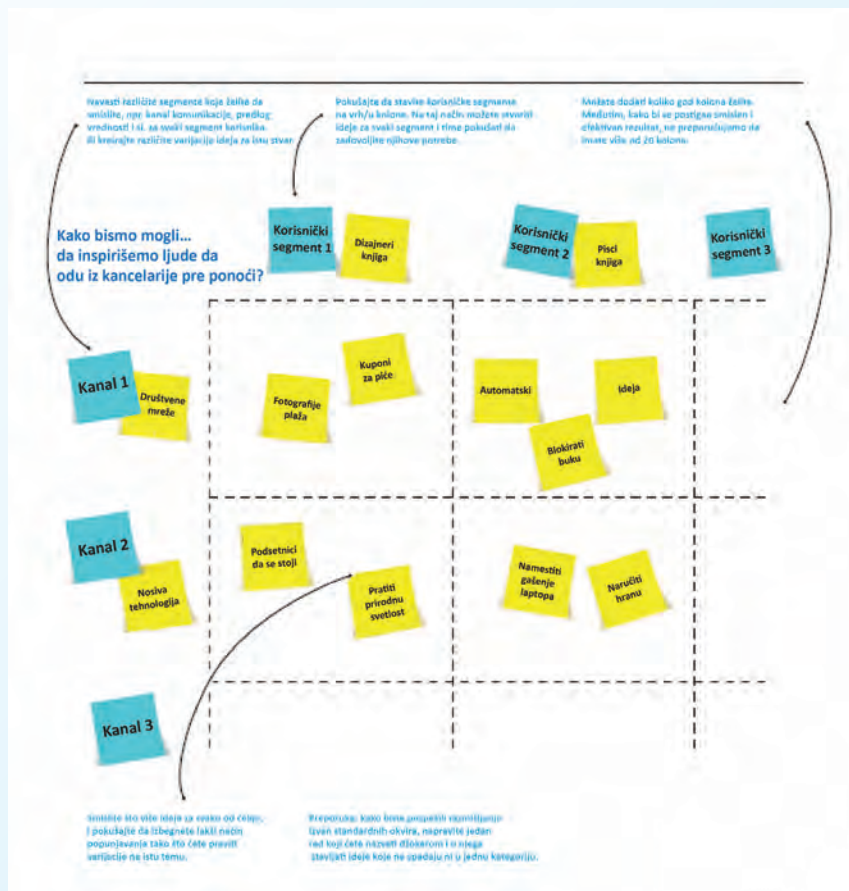 Navesti različite segmente koje želite da
smislite, npr. kanal komunikacije, predlog
vrednosti i sl. za svaki segment korisnika.
Ili kreirajte različite varijacije ideja za istu stvar.
Pokušajte da stavite korisničke segmense
na vrh/u kolone. Na taj način možete stvoriti
ideje za svaki segment i time pokušati da
zadovoljite njihove potrebe.
Možete dodati koliko god kolona želite.
Međutim, kako bi se postigao smislen i
efektivan rezultat, ne preporučujemo da
imate više od 20 kolona.
Kako bismo mogli...
da inspirišemo ljude da
odu iz kancelarije pre ponoći?
Korisnički
segment 1
Dizajneri
knjiga
Korisnički
segment 2
Pisci
knjiga
Korisnički
segment 3
Kanal 1
Društvene
mreže
Fotografije
plaža
Kuponi
za piće
Automatski
Ideja
Blokirati
buku
Kanal 2
Nosiva
tehnologija
Podsetnici
da se stoji
Pratiti
prirodnu
svetlost
Namestiti
gašenje
laptopa
Naručiti
hranu
Kanal 3
Smislite što više ideja za svaku od ćelija,
i pokušajte da izbegnete lakši način
popunjavanja tako što ćete praviti
varijacije na istu temu.
Preporuka: kako biste pospešili razmišljanje
izvan standardnih okvira, napravite jedan
red koji ćete nazvati džokerom i u njega
stavljati ideje koje ne spadaju ni u jednu kategoriju.